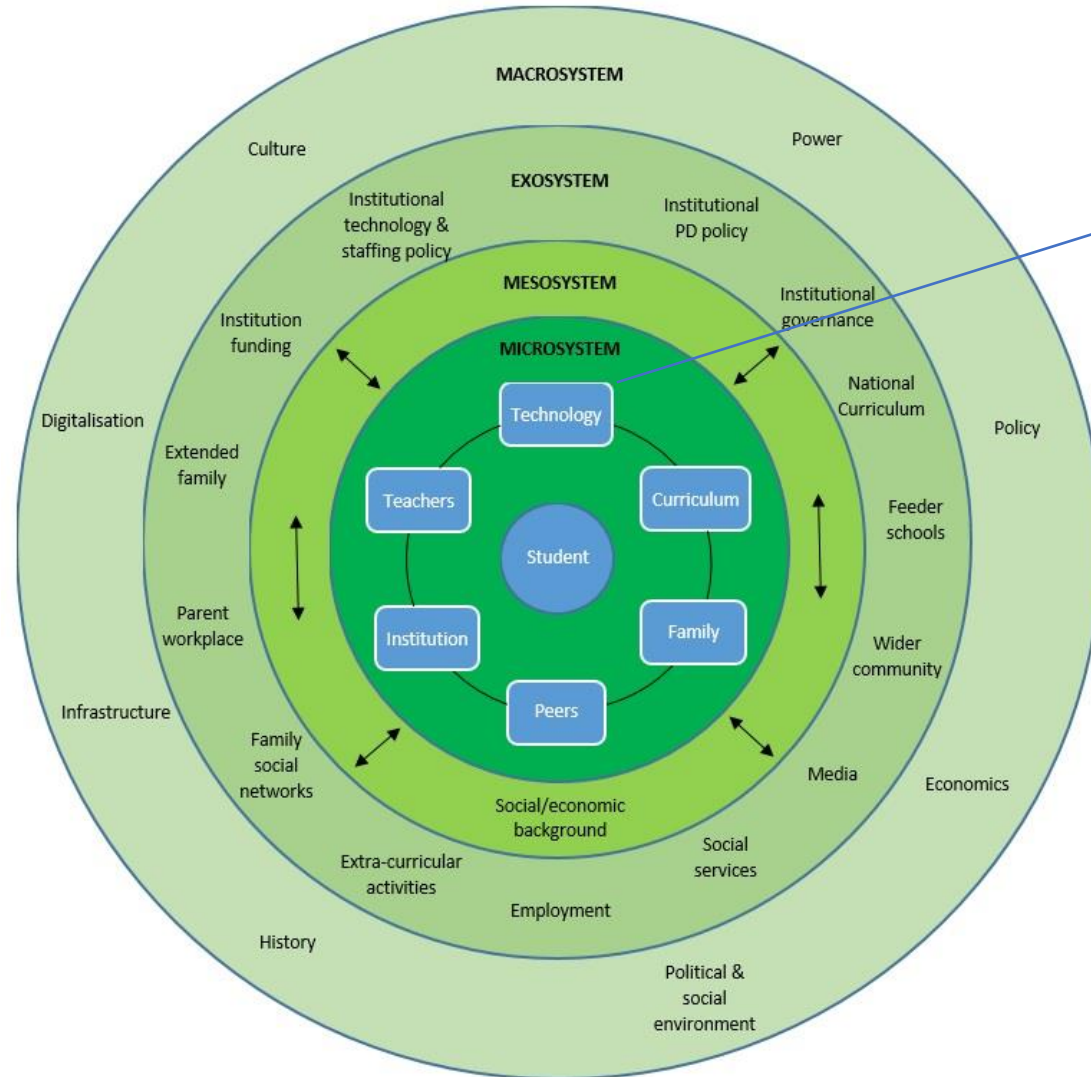 MACROSYSTEM
Culture
Power
EXOSYSTEM
Institutional
technology &
staffing policy
Institutional
PD policy
MESOSYSTEM
Institution
funding
Institutional
governance
MICROSYSTEM
National
Curriculum
Technology
Digitalisation
Policy
Extended
family
Teachers
Curriculum
Feeder
schools
Student
Parent
workplace
Institution
Family
Wider
community
Infrastructure
Peers
Family
social
networks
Media
Economics
Social/economic
background
Social
services
Extra-curricular
activities
Employment
History
Political &
social
environment